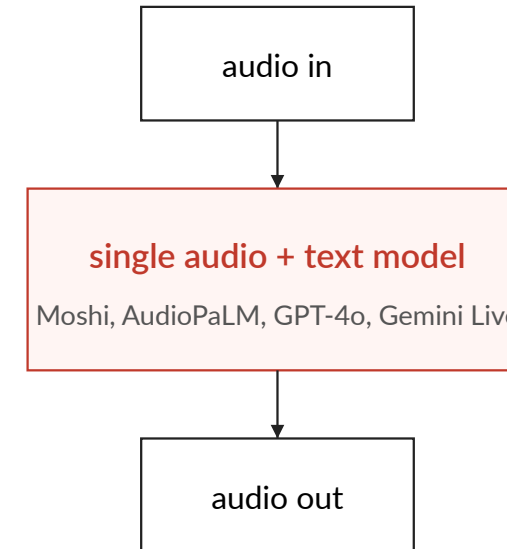 audio in
single audio + text model
Moshi, AudioPaLM, GPT-4o, Gemini Liv
audio out